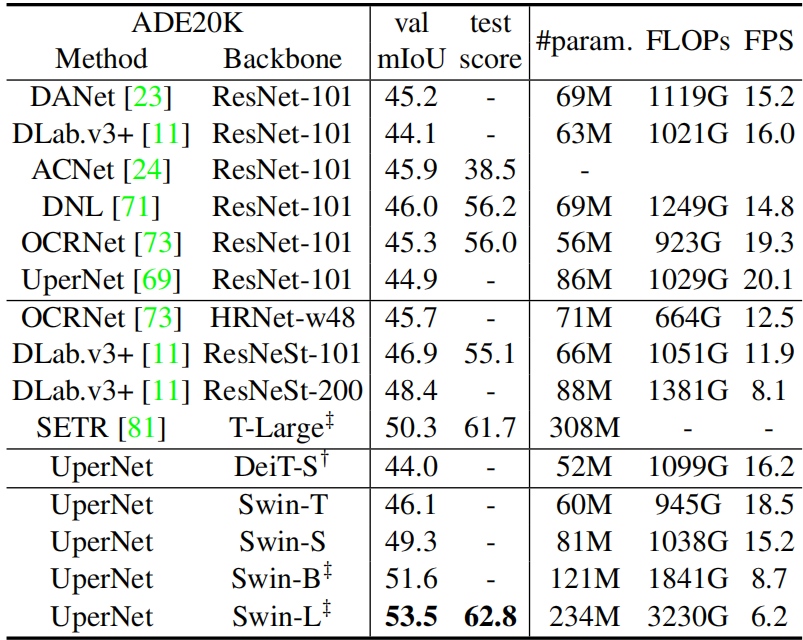 ADE20K val test #param. FLOPs FPS
Method Backbone mIoU score
DANet [23] ResNet-101 45.2 - 69M 1119G 15.2
DLab.v3+ [11] ResNet-101 44.1 - 63M 1021G 16.0
ACNet [24] ResNet-101 45.9 38.5 -
DNL [71] ResNet-101 46.0 56.2 69M 1249G 14.8
OCRNet [73] ResNet-101 45.3 56.0 56M 923G 19.3
UperNet [69] ResNet-101 44.9 - 86M 1029G 20.1
OCRNet [73] HRNet-w48 45.7 - 71M 664G 12.5
DLab.v3+ [11] ResNeSt-101 46.9 55.1 66M 1051G 11.9
DLab.v3+ [11] ResNeSt-200 48.4 - 88M 1381G 8.1
SETR [81] T-Large‡ 50.3 61.7 308M - -
UperNet DeiT-S† 44.0 - 52M 1099G 16.2
UperNet Swin-T 46.1 - 60M 945G 18.5
UperNet Swin-S 49.3 - 81M 1038G 15.2
UperNet Swin-B‡ 51.6 - 121M 1841G 8.7
UperNet Swin-L‡ 53.5 62.8 234M 3230G 6.2